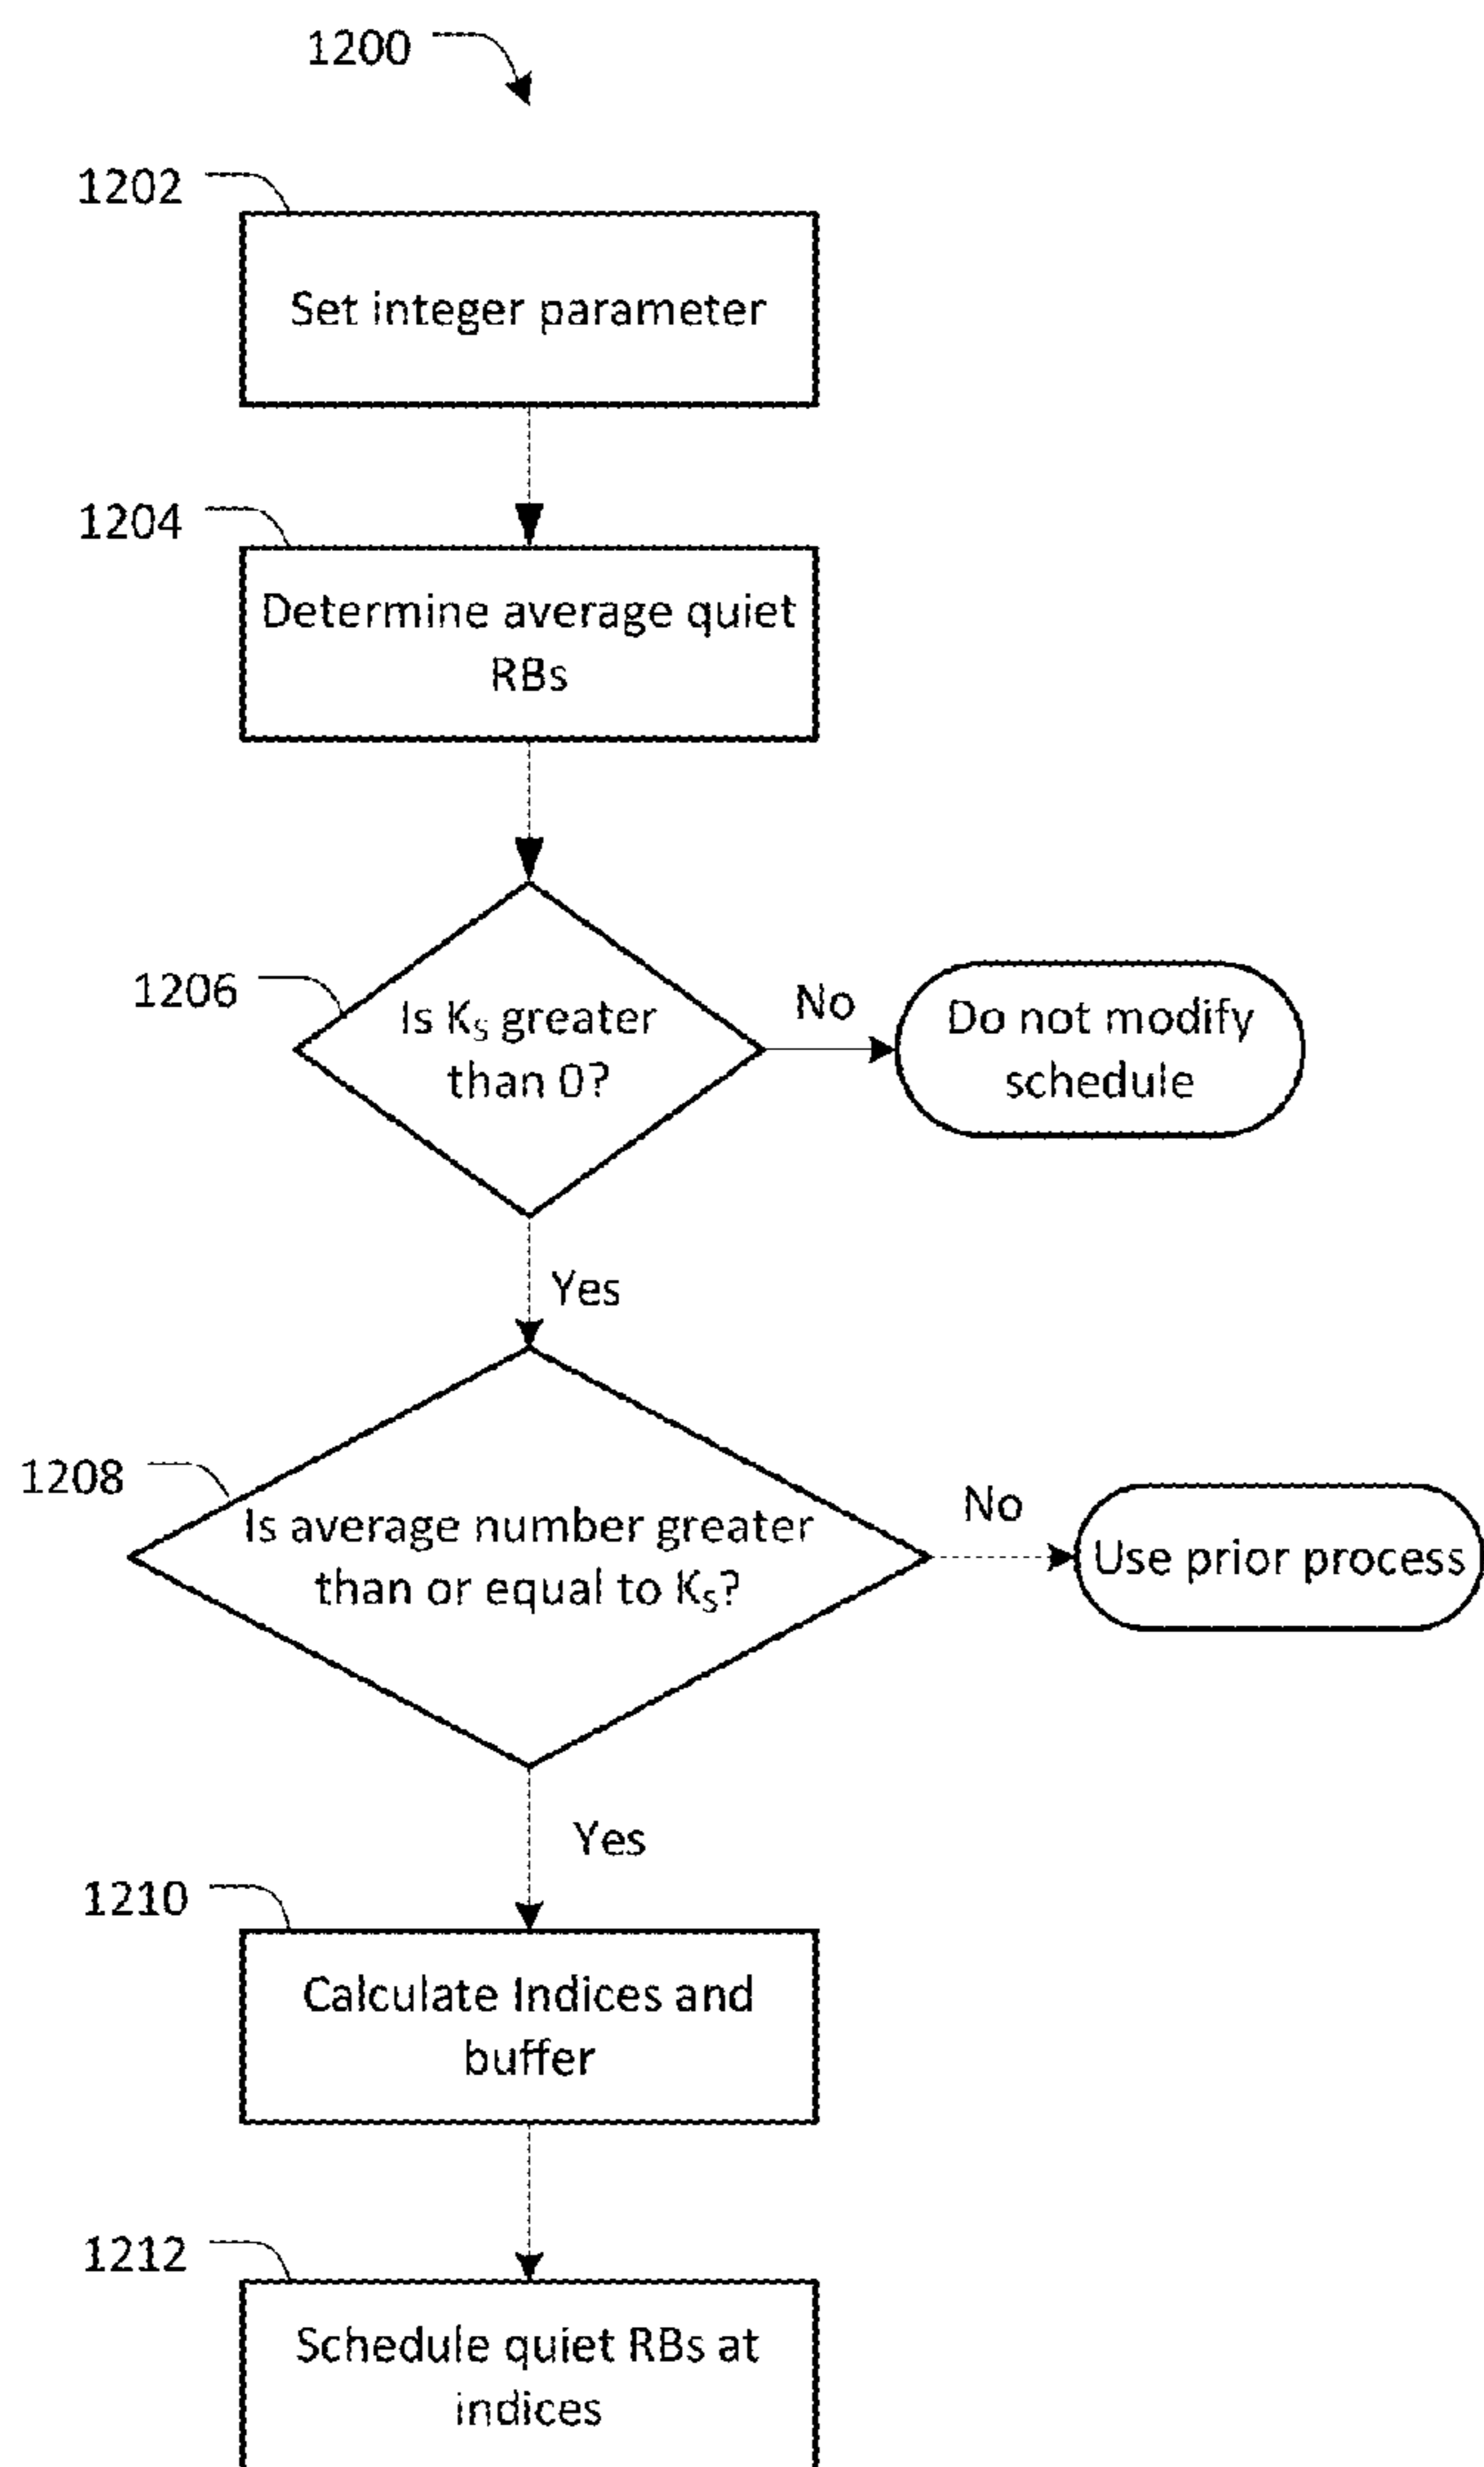 1200
1202
Set integer parameter
1204
Determine average quiet
RBs
1206
Is KS greater
than 0?
No
Do not modify
schedule
Yes
1208
Is average number greater
than or equal to KS?
No
Use prior process
Yes
1210
Calculate Indices and
buffer
1212
Schedule quiet RBs at
indices